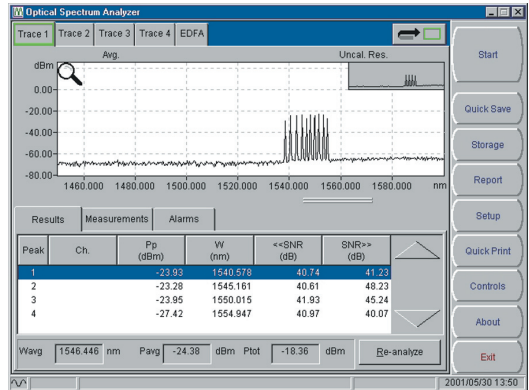 Optical Spectrum Analyzer
Trace 1 Trace 2 Trace 3 Trace 4 EDFA
Avg. Uncal. Res.
dBm
0.00
-20.00
-40.00
-60.00
-80.00
1460.000 1480.000 1500.000 1520.000 1540.000 1560.000 1580.000 nm
Results Measurements Alarms
Peak Ch. Pp (dBm) W (nm) <<SNR (dB) SNR>> (dB)
1 -23.93 1540.578 40.74 41.23
2 -23.28 1545.161 40.61 48.23
3 -23.95 1550.015 41.93 45.24
4 -27.42 1554.947 40.97 40.07
Wavg 1546.446 nm Pavg -24.38 dBm Ptot -18.36 dBm Re-analyze
Start
Quick Save
Storage
Report
Setup
Quick Print
Controls
About
Exit
2001/05/30 13:50